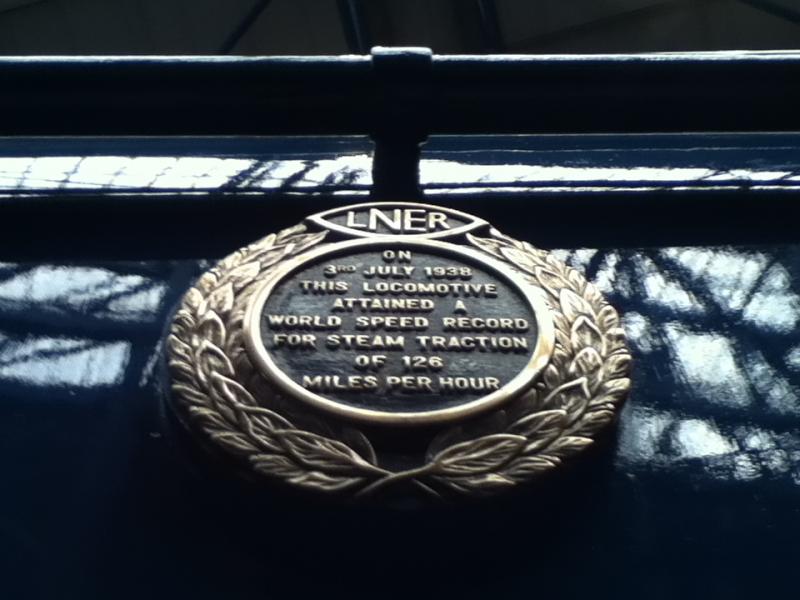 LNER
ON
3RD JULY 1938
THIS LOCOMOTIVE
ATTAINED A
WORLD SPEED RECORD
FOR STEAM TRACTION
OF 126
MILES PER HOUR